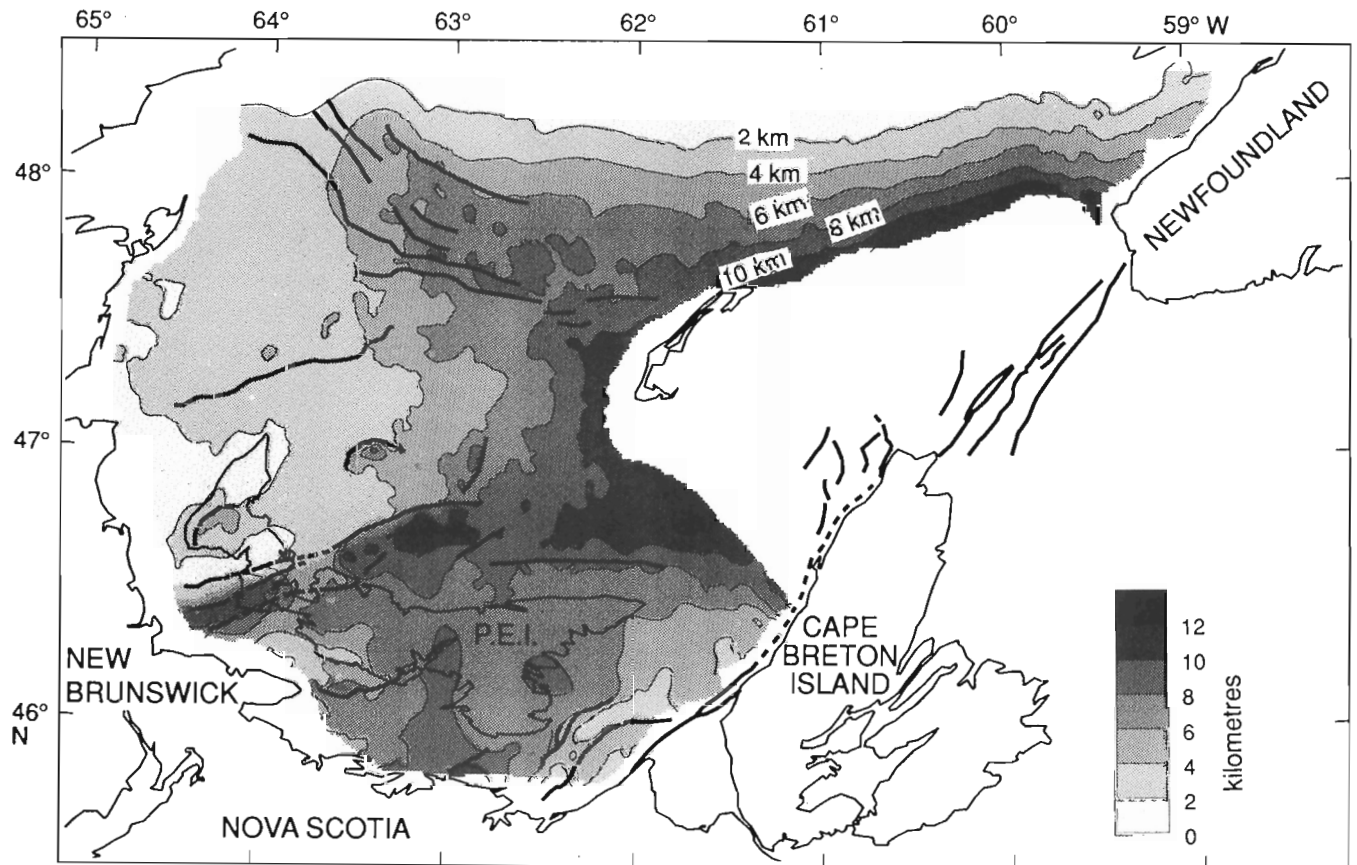 65° 64° 63° 62° 61° 60° 59° W
48°
47°
46°
N
2 km
4 km
6 km
8 km
10 km
NEWFOUNDLAND
P.E.I.
NEW
BRUNSWICK
NOVA SCOTIA
CAPE
BRETON
ISLAND
12
10
8
6
4
2
0
kilometres